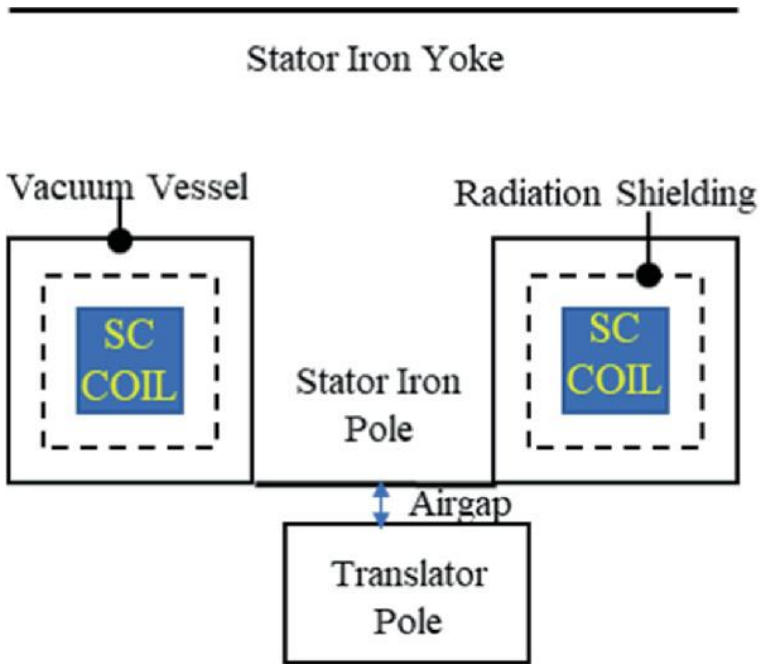 Stator Iron Yoke
Vacuum Vessel
Radiation Shielding
SC
COIL
SC
COIL
Stator Iron
Pole
Airgap
Translator
Pole